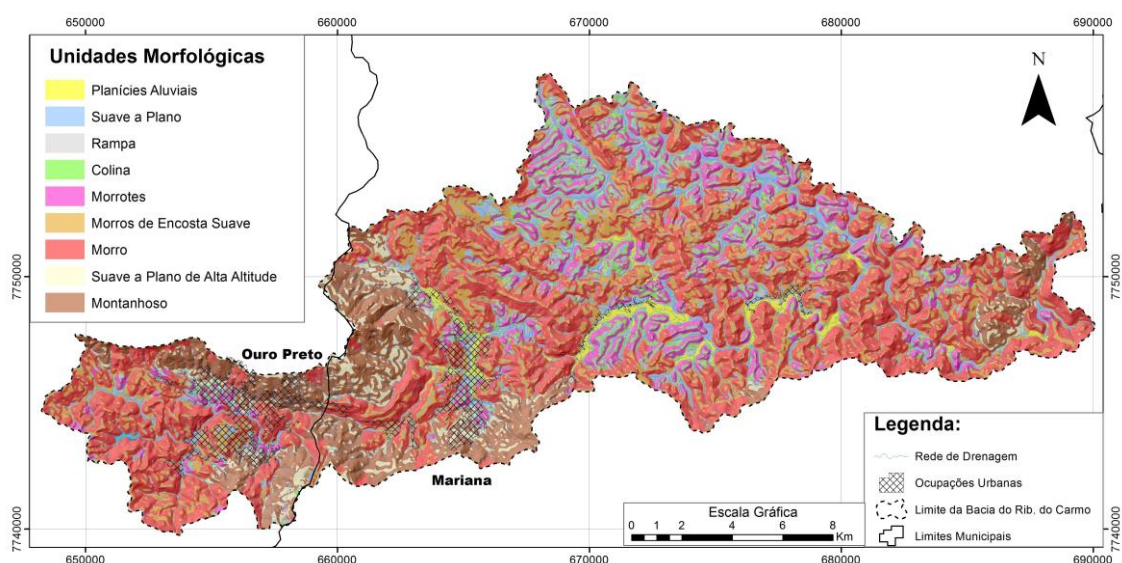 650000 660000 670000 680000 690000
Unidades Morfológicas
Planícies Aluviais
Suave a Plano
Rampa
Colina
Morrotes
Morros de Encosta Suave
Morro
Suave a Plano de Alta Altitude
Montanhoso
N
7750000
7750000
Ouro Preto
Mariana
Legenda:
Rede de Drenagem
Ocupações Urbanas
Limite da Bacia do Rib. do Carmo
Limites Municipais
Escala Gráfica
0 1 2 4 6 8
Km
7740000
7740000
650000 660000 670000 680000 690000